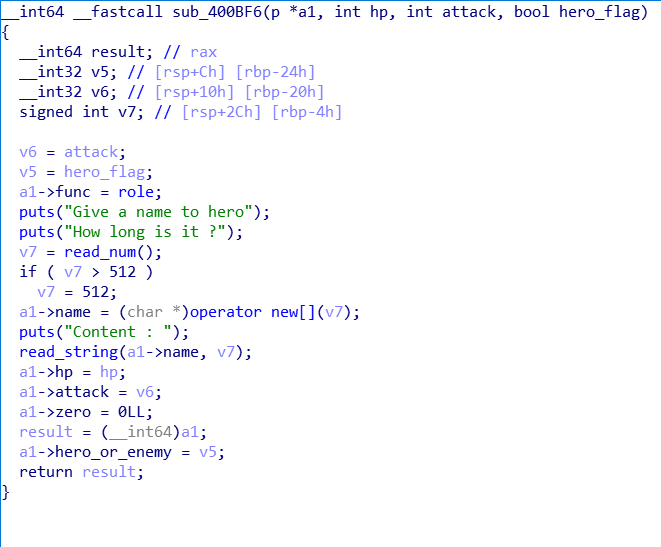 __int64 __fastcall sub_400BF6(p *a1, int hp, int attack, bool hero_flag)
{
  __int64 result; // rax
  __int32 v5; // [rsp+Ch] [rbp-24h]
  __int32 v6; // [rsp+10h] [rbp-20h]
  signed int v7; // [rsp+2Ch] [rbp-4h]

  v6 = attack;
  v5 = hero_flag;
  a1->func = role;
  puts("Give a name to hero");
  puts("How long is it ?");
  v7 = read_num();
  if ( v7 > 512 )
    v7 = 512;
  a1->name = (char *)operator new[](v7);
  puts("Content : ");
  read_string(a1->name, v7);
  a1->hp = hp;
  a1->attack = v6;
  a1->zero = 0LL;
  result = (__int64)a1;
  a1->hero_or_enemy = v5;
  return result;
}